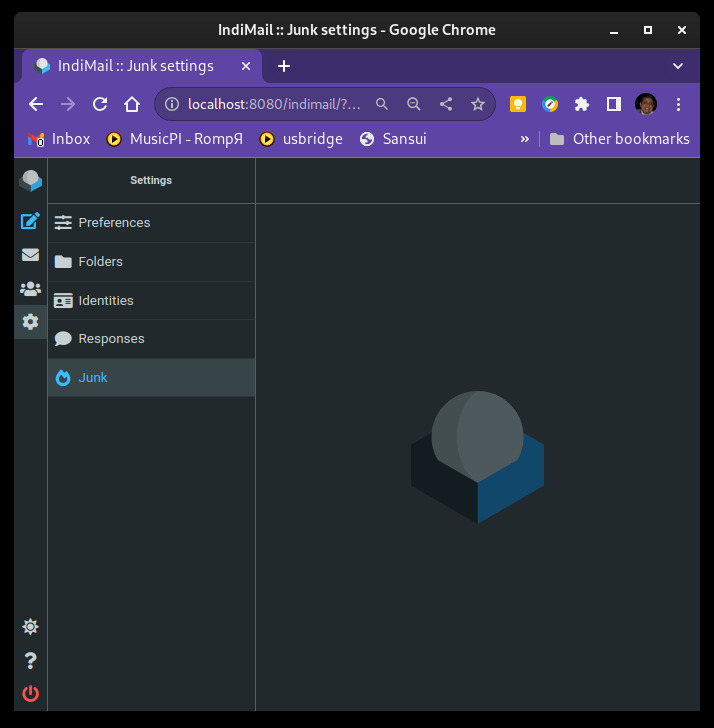 IndiMail :: Junk settings - Google Chrome
IndiMail :: Junk settings
localhost:8080/indimail/?...
Inbox MusicPI - RompЯ usbridge Sansui » Other bookmarks
0
Settings
Preferences
Folders
Identities
Responses
Junk
?